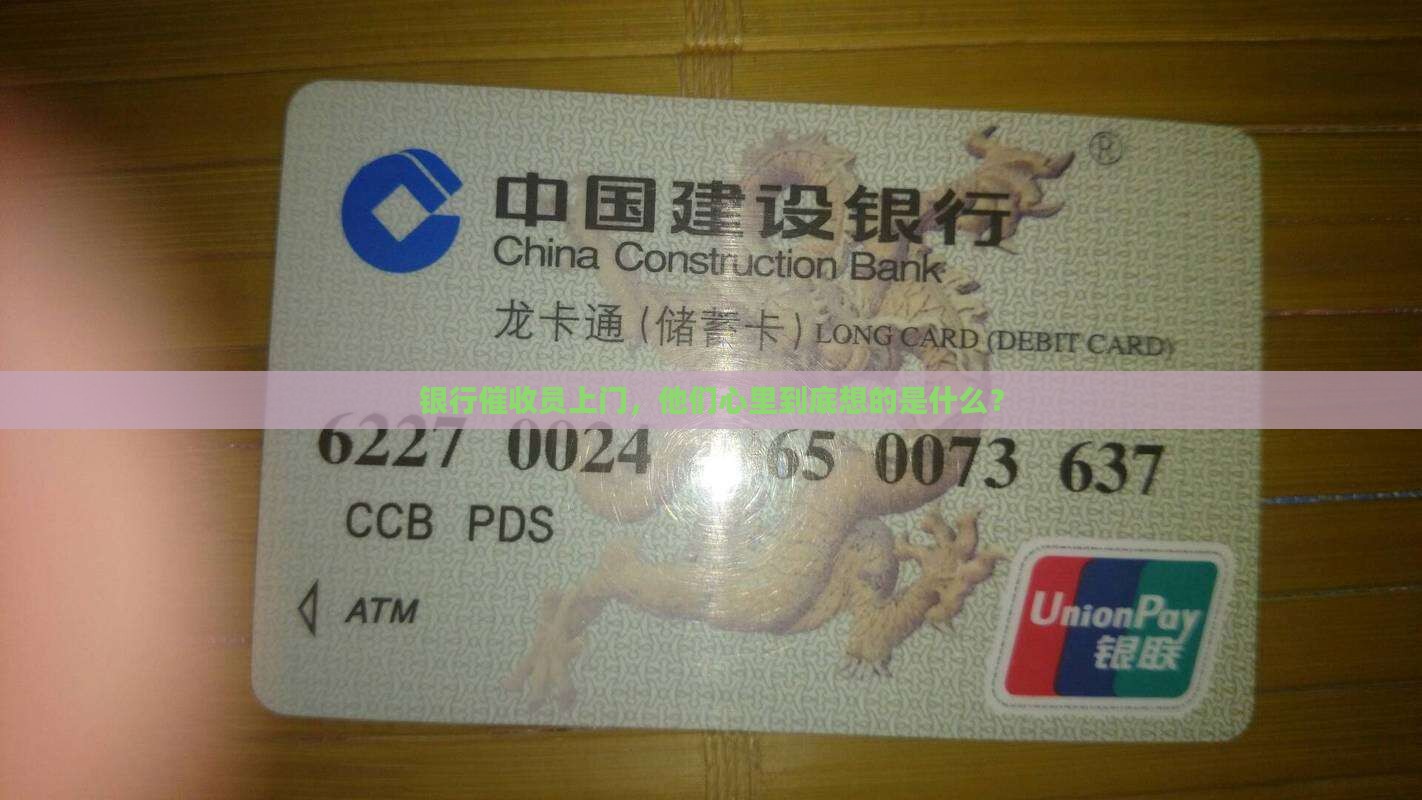 ®
中国建设银行
China Construction Bank
龙卡通(储蓄卡) LONG CARD (DEBIT CARD)
银行催收员上门，他们心里到底想的是什么？
6227 0024 65 0073 637
CCB PDS
ATM
UnionPay
银联